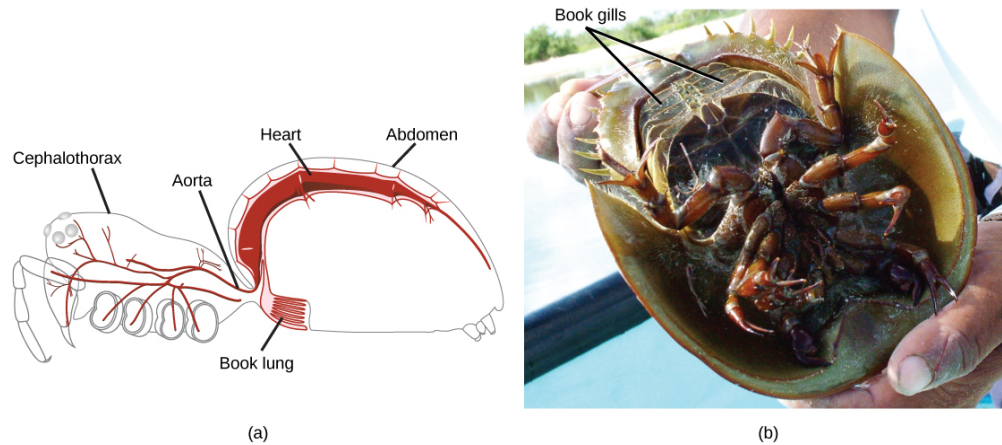 Cephalothorax
Aorta
Heart
Abdomen
Book lung
(a)
Book gills
(b)